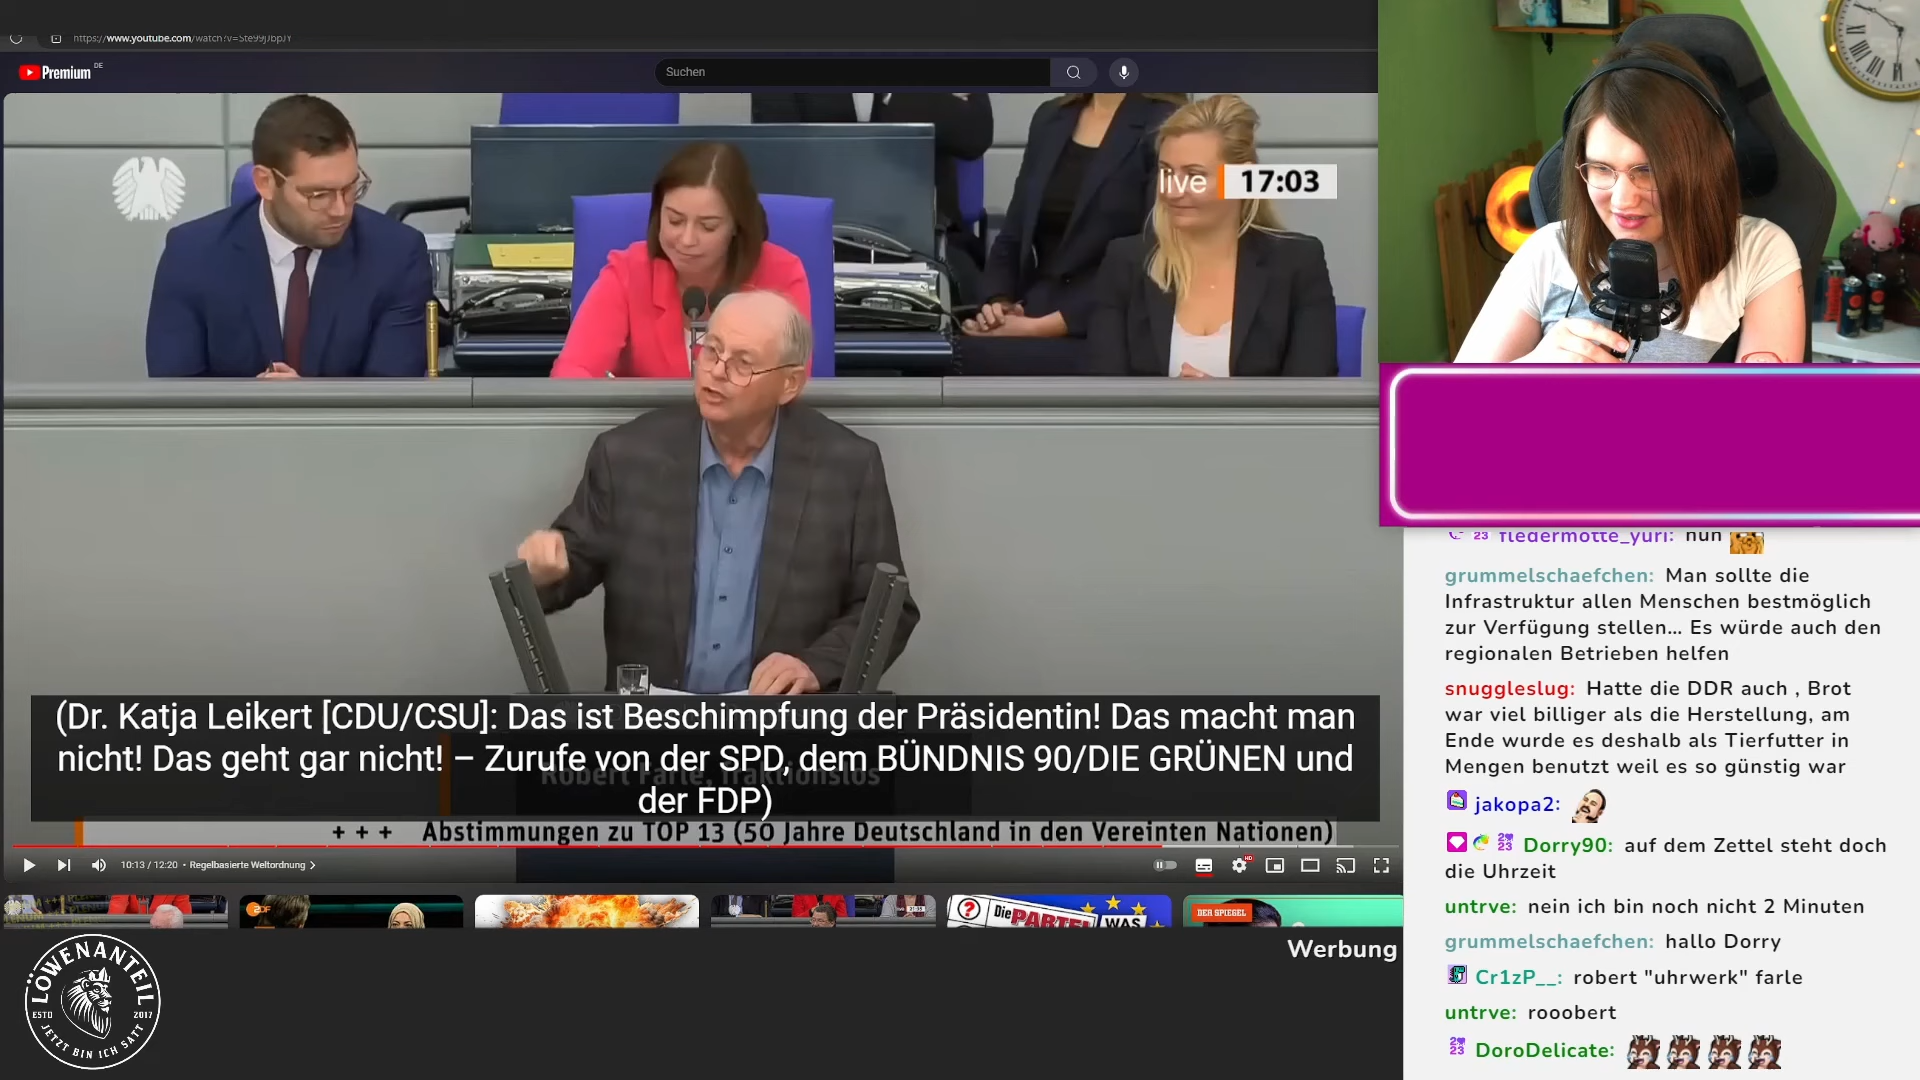 https://www.youtube.com/watch?v=
Premium DE
Suchen
live 17:03
(Dr. Katja Leikert [CDU/CSU]: Das ist Beschimpfung der Präsidentin! Das macht man
nicht! Das geht gar nicht! – Zurufe von der SPD, dem BÜNDNIS 90/DIE GRÜNEN und
der FDP)
Robert Farle, fraktionslos
+ + + Abstimmungen zu TOP 13 (50 Jahre Deutschland in den Vereinten Nationen)
10:13 / 12:20 • Regelbasierte Weltordnung >
HD
ZDF
? Die PARTEI WAS
DER SPIEGEL
Werbung
LÖWENANTEIL
ESTD 2017
JETZT BIN ICH SATT
fledermotte_yuri: nuh
grummelschaefchen: Man sollte die
Infrastruktur allen Menschen bestmöglich
zur Verfügung stellen... Es würde auch den
regionalen Betrieben helfen
snuggleslug: Hatte die DDR auch , Brot
war viel billiger als die Herstellung, am
Ende wurde es deshalb als Tierfutter in
Mengen benutzt weil es so günstig war
jakopa2:
Dorry90: auf dem Zettel steht doch
die Uhrzeit
untrve: nein ich bin noch nicht 2 Minuten
grummelschaefchen: hallo Dorry
Cr1zP__: robert "uhrwerk" farle
untrve: rooobert
DoroDelicate: